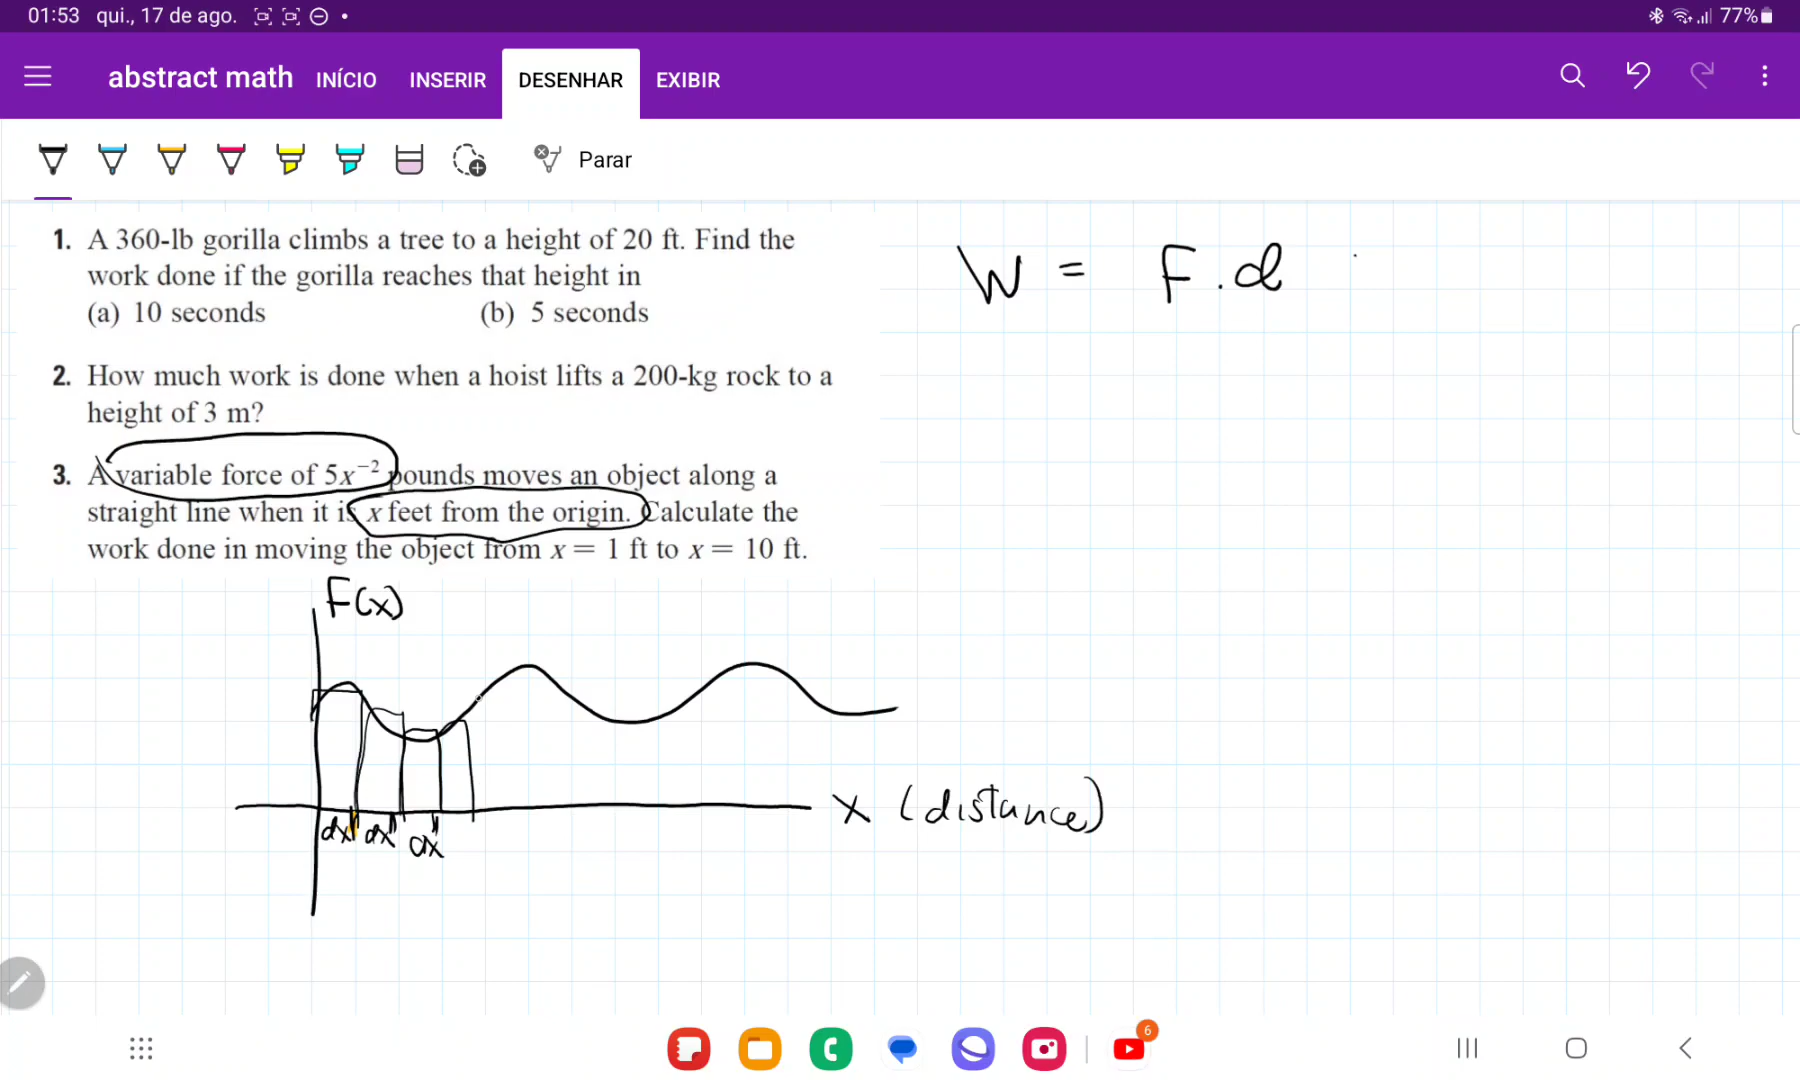 01:53 qui., 17 de ago. 77%
abstract math INÍCIO INSERIR DESENHAR EXIBIR
Parar
1. A 360-lb gorilla climbs a tree to a height of 20 ft. Find the
work done if the gorilla reaches that height in
(a) 10 seconds (b) 5 seconds
W = F.d
2. How much work is done when a hoist lifts a 200-kg rock to a
height of 3 m?
3. A variable force of 5x⁻² pounds moves an object along a
straight line when it is x feet from the origin. Calculate the
work done in moving the object from x = 1 ft to x = 10 ft.
F(x)
x (distance)
dx dx dx
6